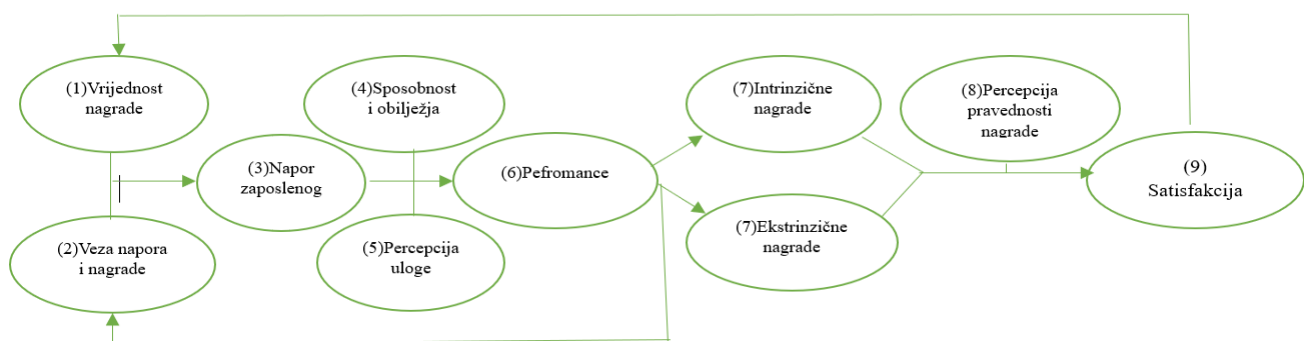 (1)Vrijednost
nagrade
(2)Veza napora
i nagrade
(3)Napor
zaposlenog
(4)Sposobnost
i obilježja
(5)Percepcija
uloge
(6)Pefromance
(7)Intrinzične
nagrade
(7)Ekstrinzične
nagrade
(8)Percepcija
pravednosti
nagrade
(9)
Satisfakcija